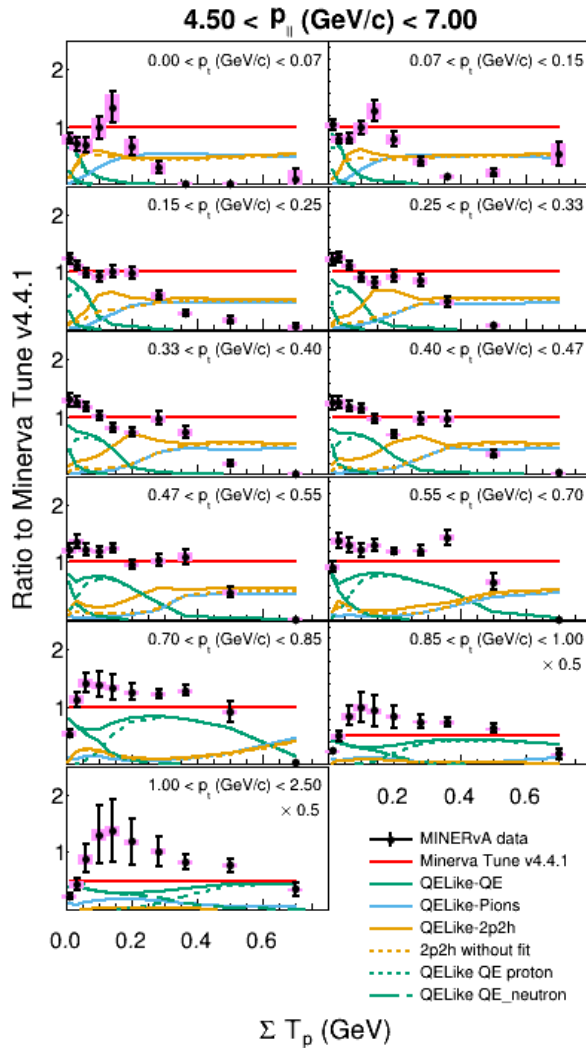 4.50 < p_|| (GeV/c) < 7.00
0.00 < p_t (GeV/c) < 0.07
0.07 < p_t (GeV/c) < 0.15
2
1
0.15 < p_t (GeV/c) < 0.25
0.25 < p_t (GeV/c) < 0.33
2
1
0.33 < p_t (GeV/c) < 0.40
0.40 < p_t (GeV/c) < 0.47
2
1
0.47 < p_t (GeV/c) < 0.55
0.55 < p_t (GeV/c) < 0.70
2
1
0.70 < p_t (GeV/c) < 0.85
0.85 < p_t (GeV/c) < 1.00
× 0.5
2
1
1.00 < p_t (GeV/c) < 2.50
× 0.5
2
1
0.0 0.2 0.4 0.6
0.2 0.4 0.6
Ratio to Minerva Tune v4.4.1
Σ T_p (GeV)
MINERvA data
Minerva Tune v4.4.1
QELike-QE
QELike-Pions
QELike-2p2h
2p2h without fit
QELike QE proton
QELike QE_neutron